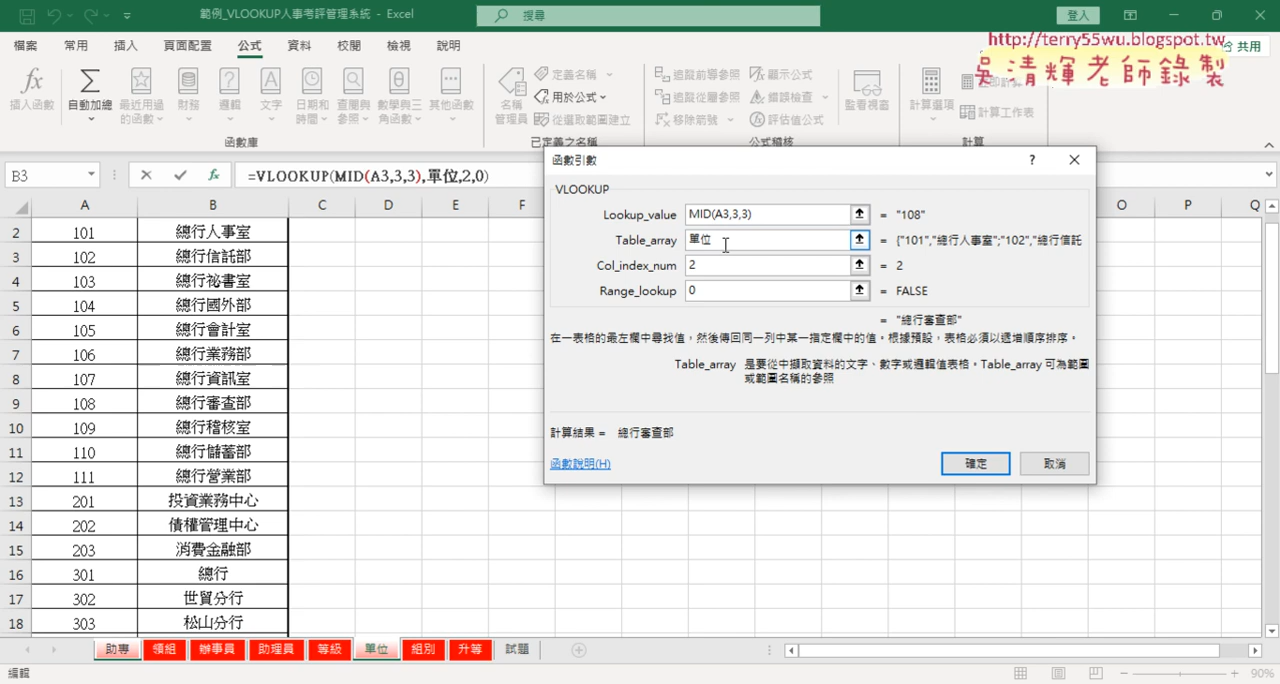 範例_VLOOKUP人事考評管理系統 - Excel
搜尋
登入
檔案 常用 插入 頁面配置 公式 資料 校閱 檢視 說明
http://terry55wu.blogspot.tw
共用
吳清輝老師錄製
插入函數
自動加總
最近用過的函數
財務
邏輯
文字
日期和時間
查閱與參照
數學與三角函數
其他函數
函數庫
名稱管理員
定義名稱
用於公式
從選取範圍建立
已定義之名稱
追蹤前導參照
追蹤從屬參照
移除箭號
顯示公式
錯誤檢查
評估值公式
公式稽核
監看視窗
計算選項
計算工作表
計算
B3
=VLOOKUP(MID(A3,3,3),單位,2,0)
A B C D E F O P Q
2 101 總行人事室
3 102 總行信託部
4 103 總行祕書室
5 104 總行國外部
6 105 總行會計室
7 106 總行業務部
8 107 總行資訊室
9 108 總行審查部
10 109 總行稽核室
11 110 總行儲蓄部
12 111 總行營業部
13 201 投資業務中心
14 202 債權管理中心
15 203 消費金融部
16 301 總行
17 302 世貿分行
18 303 松山分行
函數引數
?
VLOOKUP
Lookup_value MID(A3,3,3) = "108"
Table_array 單位 = {"101","總行人事室";"102","總行信託
Col_index_num 2 = 2
Range_lookup 0 = FALSE
= "總行審查部"
在一表格的最左欄中尋找值，然後傳回同一列中某一指定欄中的值。根據預設，表格必須以遞增順序排序。
Table_array 是要從中擷取資料的文字、數字或邏輯值表格。Table_array 可為範圍
或範圍名稱的參照
計算結果 = 總行審查部
函數說明(H)
確定
取消
助專 領組 辦事員 助理員 等級 單位 組別 升等 試題
編輯
90%